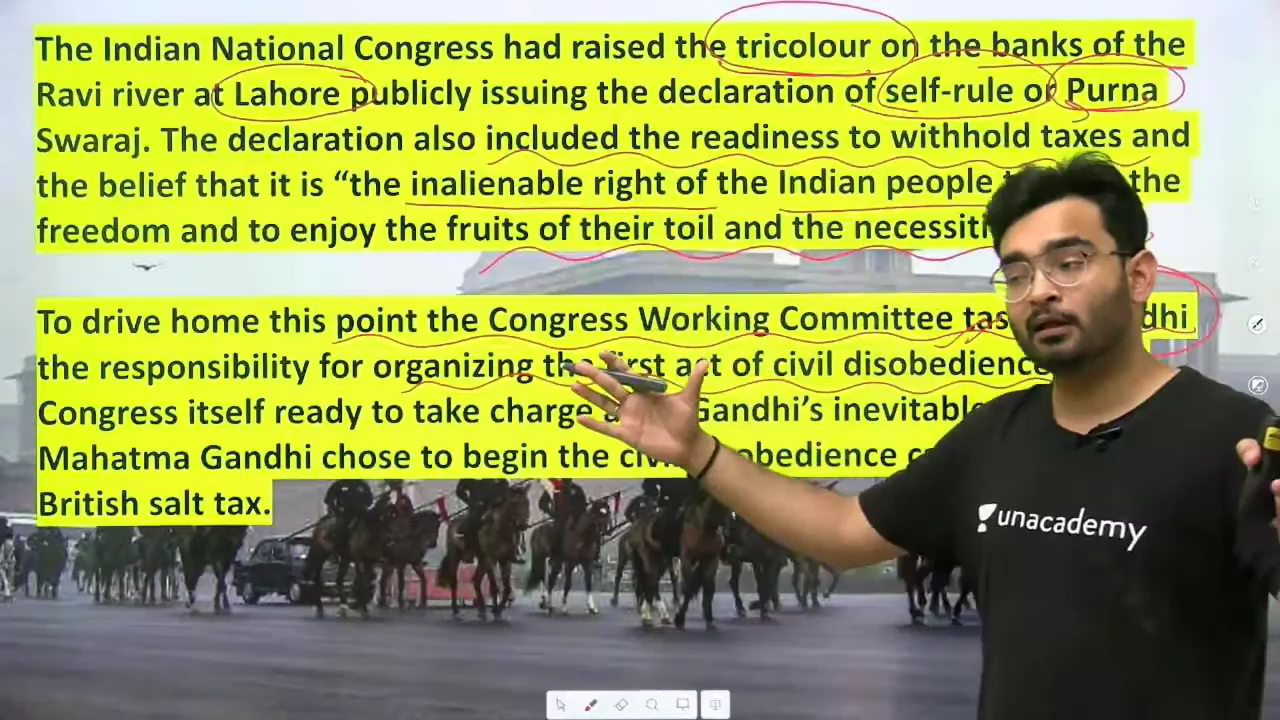 The Indian National Congress had raised the tricolour on the banks of the
Ravi river at Lahore publicly issuing the declaration of self-rule or Purna
Swaraj. The declaration also included the readiness to withhold taxes and
the belief that it is “the inalienable right of the Indian people the
freedom and to enjoy the fruits of their toil and the
To drive home this point the Congress Working Committee
the responsibility for organizing the first act of civil disobedience
Congress itself ready to take charge Gandhi’s inevitable
Mahatma Gandhi chose to begin the
British salt tax.
unacademy